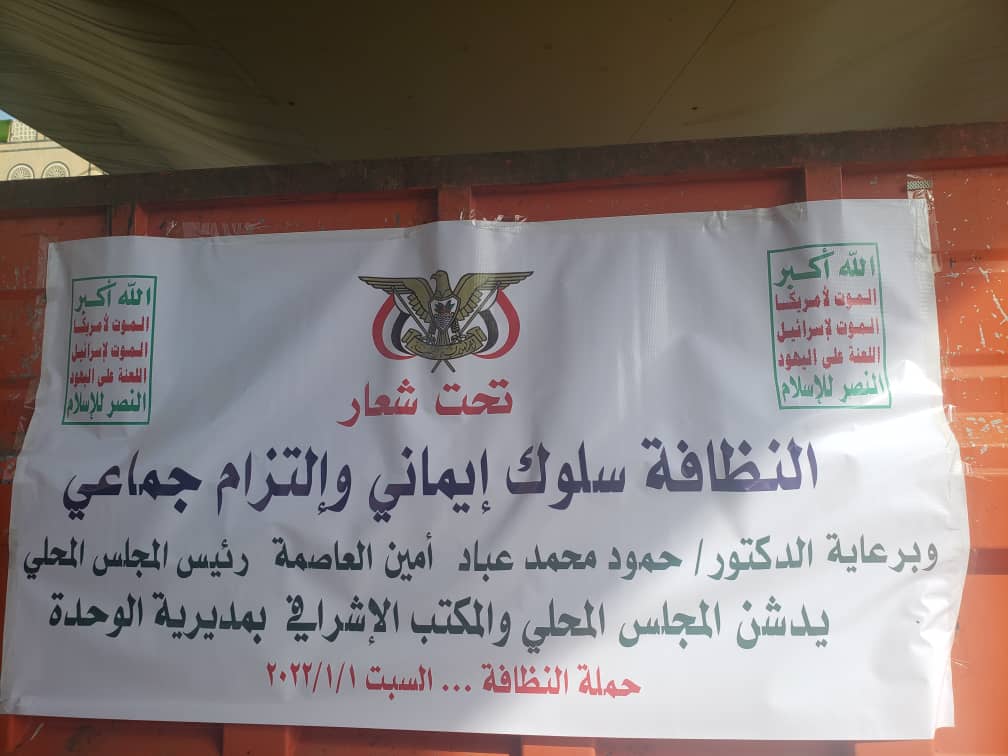 الله أكبر
الموت لأمريكا
الموت لإسرائيل
اللعنة على اليهود
النصر للإسلام
الله أكبر
الموت لأمريكا
الموت لإسرائيل
اللعنة على اليهود
النصر للإسلام
تحت شعار
النظافة سلوك إيماني وإلتزام جماعي
وبرعاية الدكتور/ حمود محمد عباد أمين العاصمة رئيس المجلس المحلي
يدشن المجلس المحلي والمكتب الإشرافي بمديرية الوحدة
حملة النظافة ... السبت ٢٠٢٢/١/١